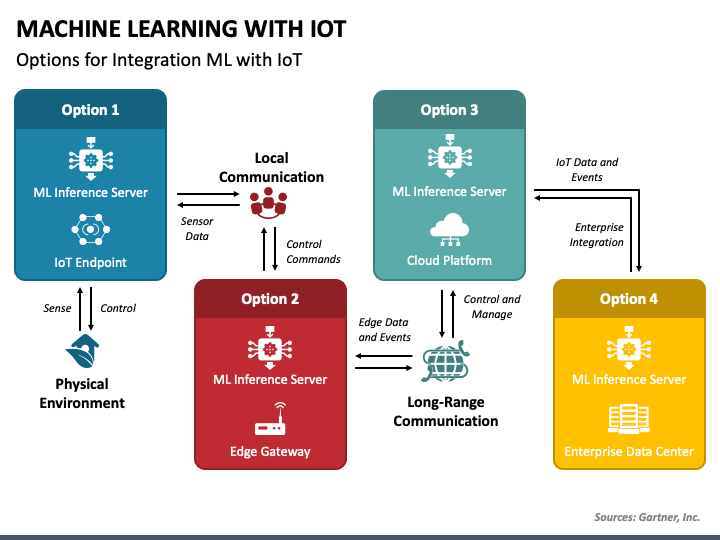 MACHINE LEARNING WITH IOT
Options for Integration ML with IoT
Option 1
ML Inference Server
IoT Endpoint
Sense
Control
Physical
Environment
Local
Communication
Sensor
Data
Control
Commands
Option 2
ML Inference Server
Edge Gateway
Edge Data
and Events
Option 3
ML Inference Server
Cloud Platform
Control and
Manage
Long-Range
Communication
IoT Data and
Events
Enterprise
Integration
Option 4
ML Inference Server
Enterprise Data Center
Sources: Gartner, Inc.